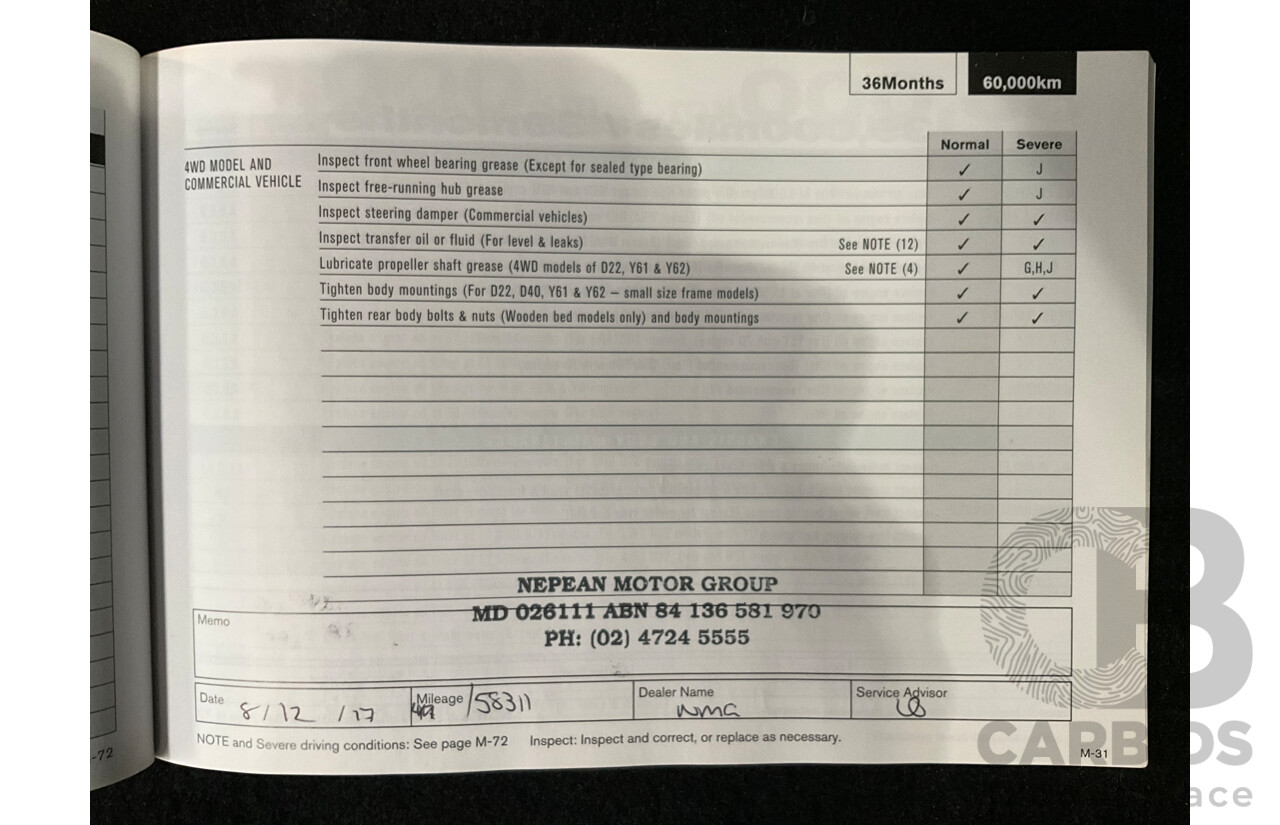 36Months 60,000km
Normal Severe
4WD MODEL AND
COMMERCIAL VEHICLE
Inspect front wheel bearing grease (Except for sealed type bearing) ✓ J
Inspect free-running hub grease ✓ J
Inspect steering damper (Commercial vehicles) ✓ ✓
Inspect transfer oil or fluid (For level & leaks) See NOTE (12) ✓ ✓
Lubricate propeller shaft grease (4WD models of D22, Y61 & Y62) See NOTE (4) ✓ G,H,J
Tighten body mountings (For D22, D40, Y61 & Y62 – small size frame models) ✓ ✓
Tighten rear body bolts & nuts (Wooden bed models only) and body mountings ✓ ✓
NEPEAN MOTOR GROUP
MD 026111 ABN 84 136 581 970
PH: (02) 4724 5555
Memo
Date 8/12/17 Mileage 58311 Dealer Name NMG Service Advisor
NOTE and Severe driving conditions: See page M-72 Inspect: Inspect and correct, or replace as necessary.
M-31
-72
CARBIDS
ace